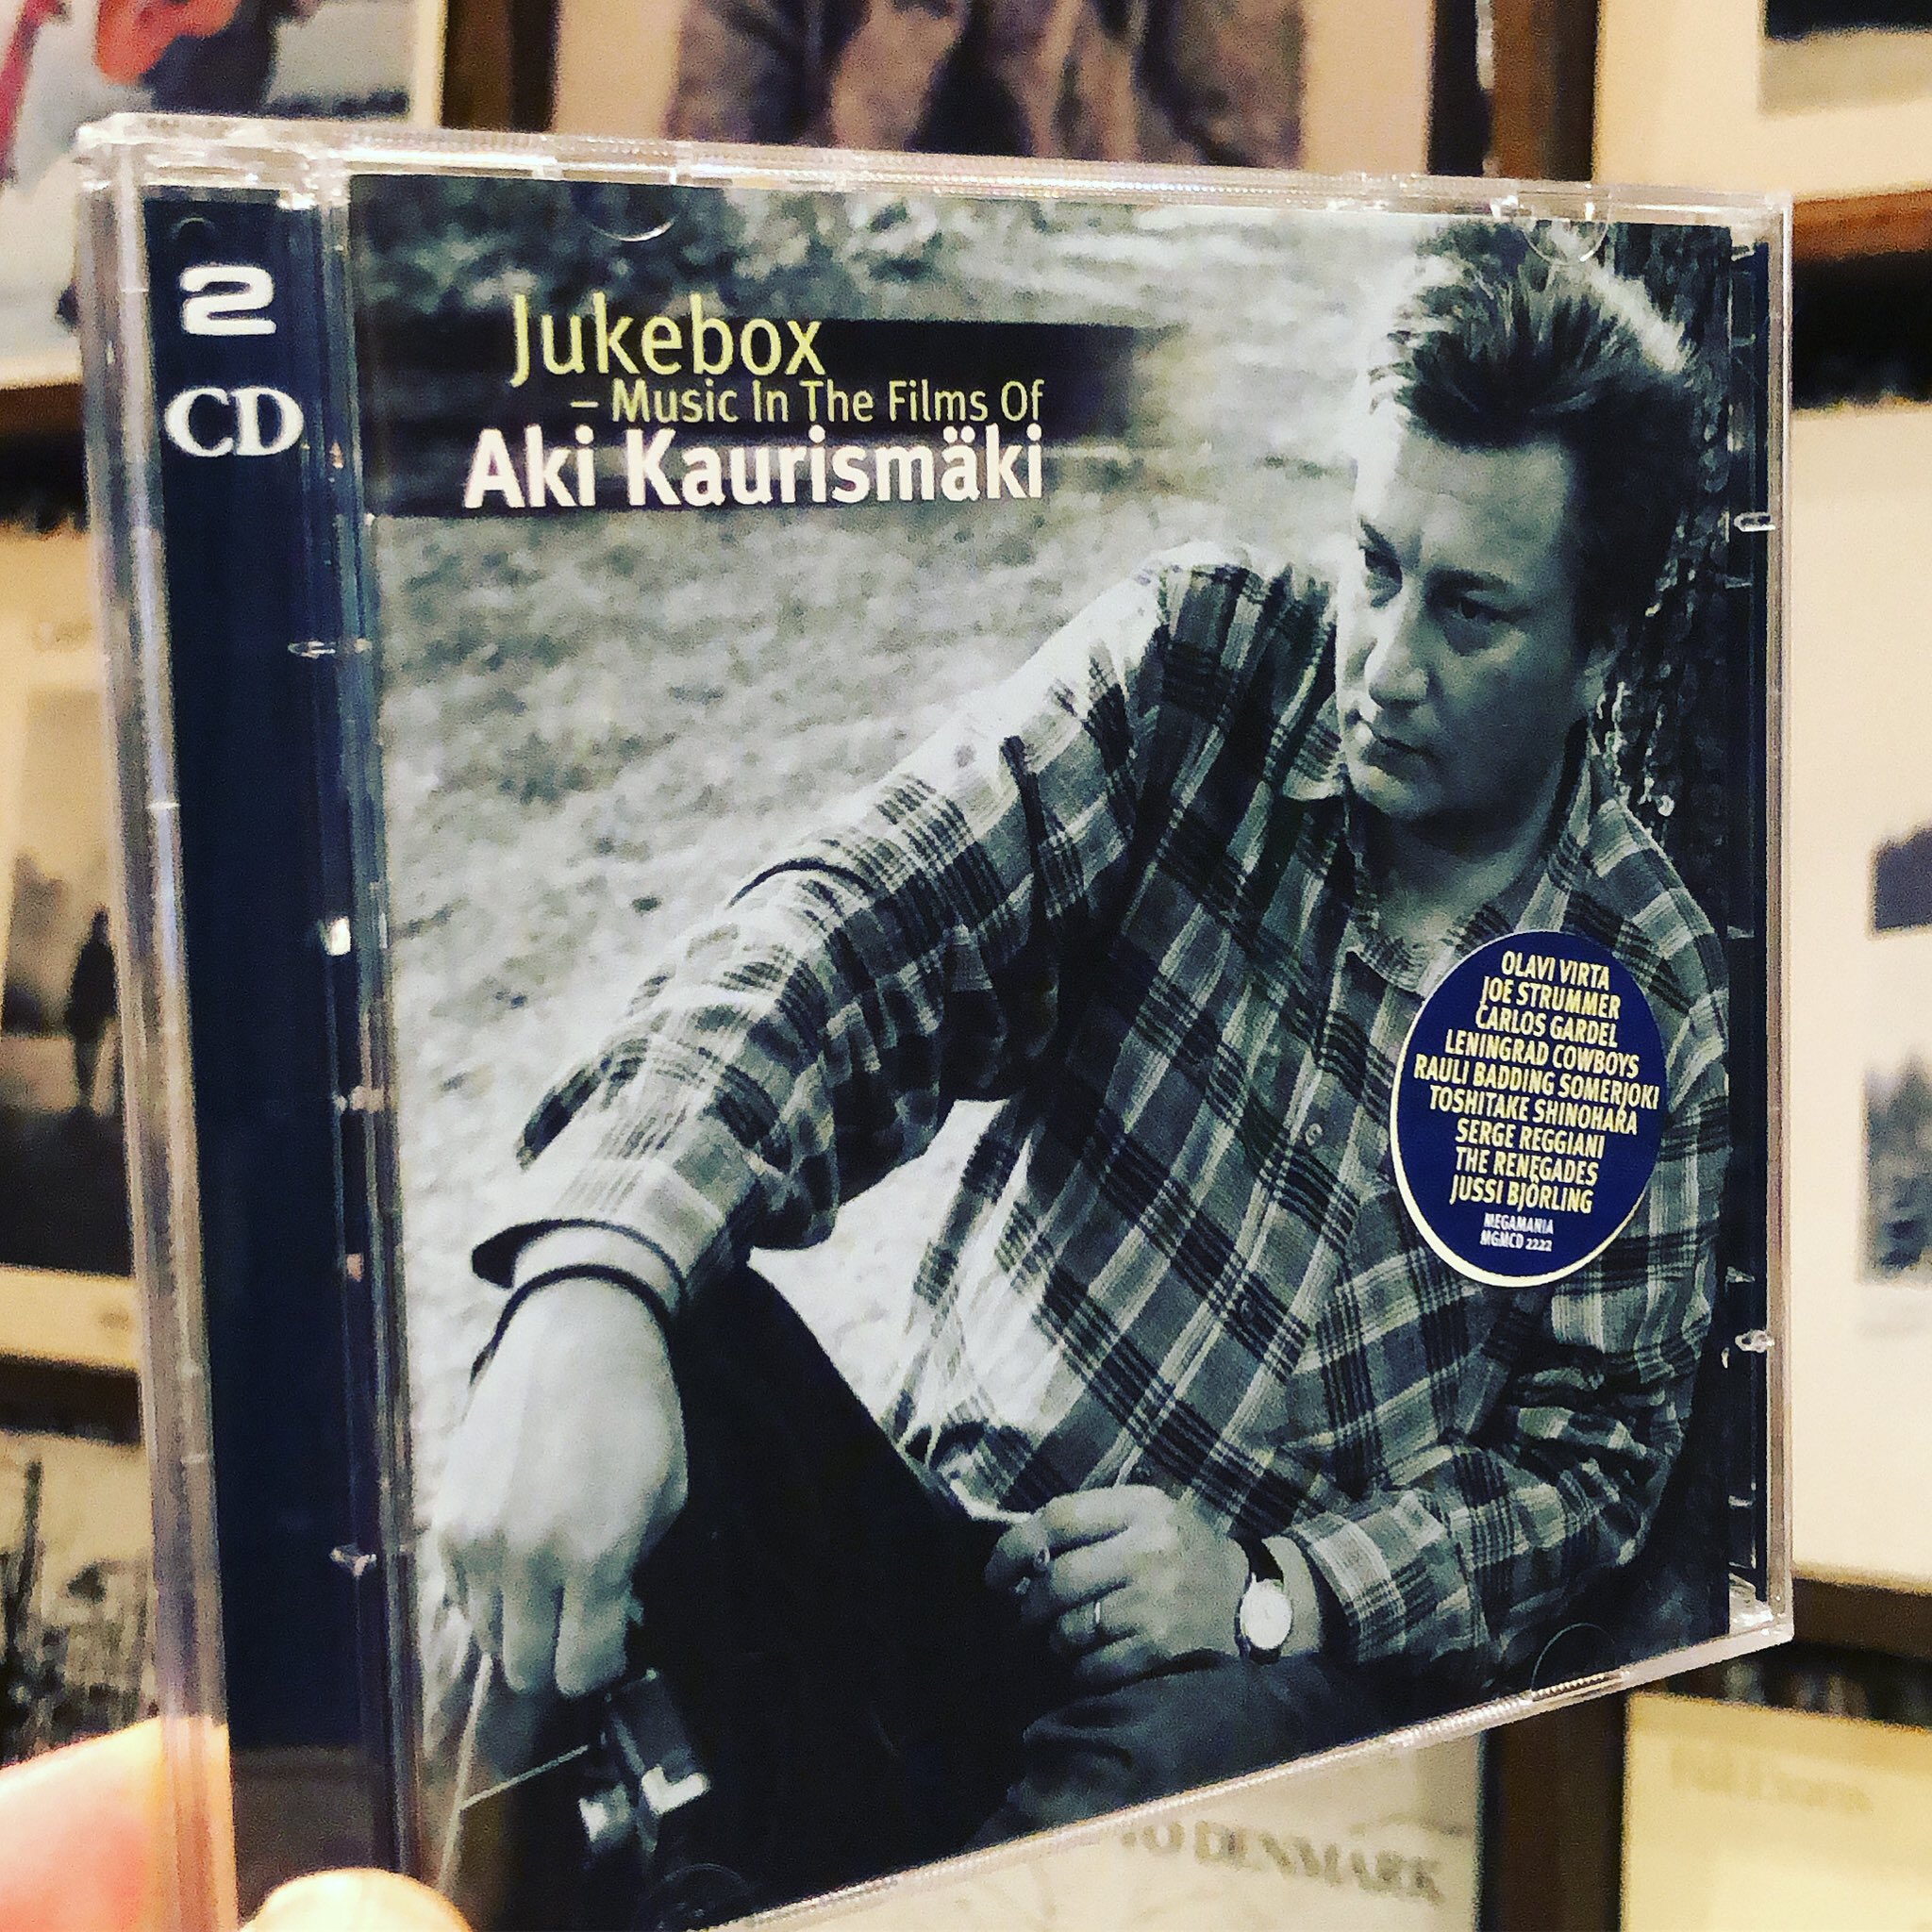 2
CD
Jukebox
– Music In The Films Of
Aki Kaurismäki
OLAVI VIRTA
JOE STRUMMER
CARLOS GARDEL
LENINGRAD COWBOYS
RAULI BADDING SOMERJOKI
TOSHITAKE SHINOHARA
SERGE REGGIANI
THE RENEGADES
JUSSI BJÖRLING
MEGAMANIA
MGMCD 2222
DENMARK